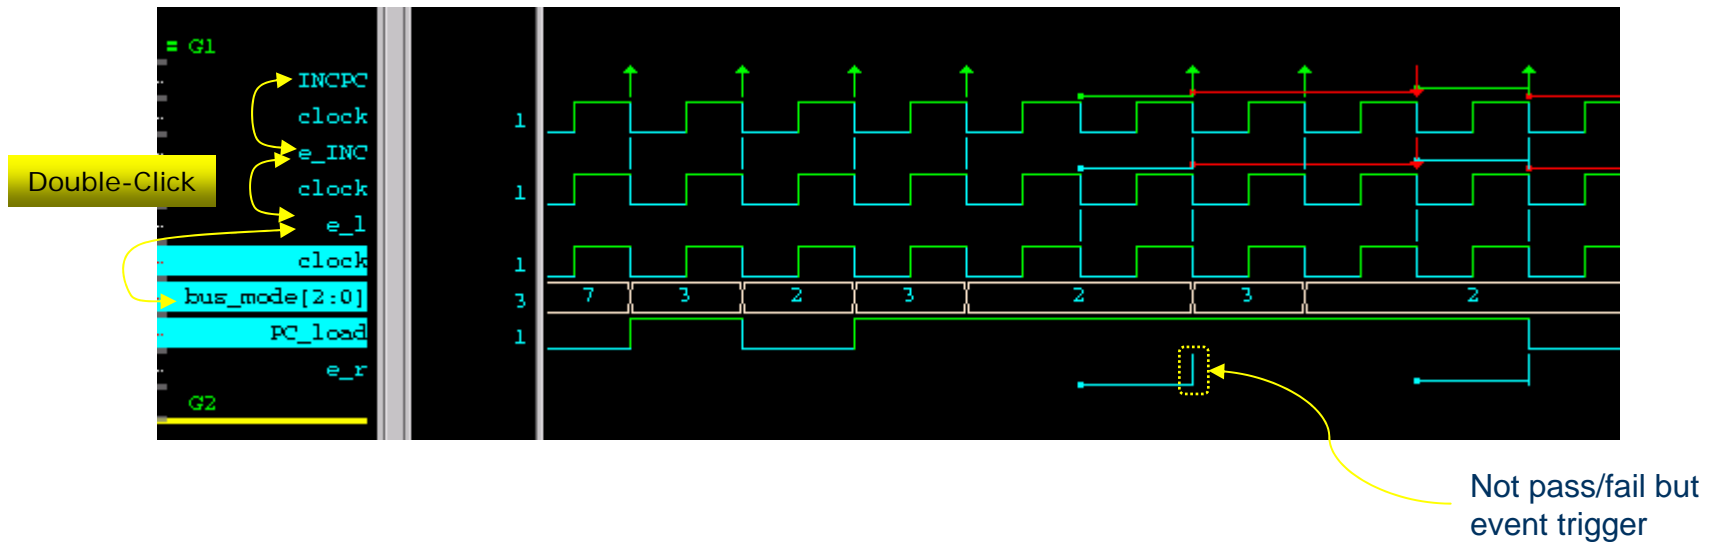 G1
INCPC
clock 1
e_INC
Double-Click
clock 1
e_l
clock 1
bus_mode[2:0] 3 7 3 2 3 2 3 2
PC_load 1
e_r
G2
Not pass/fail but
event trigger